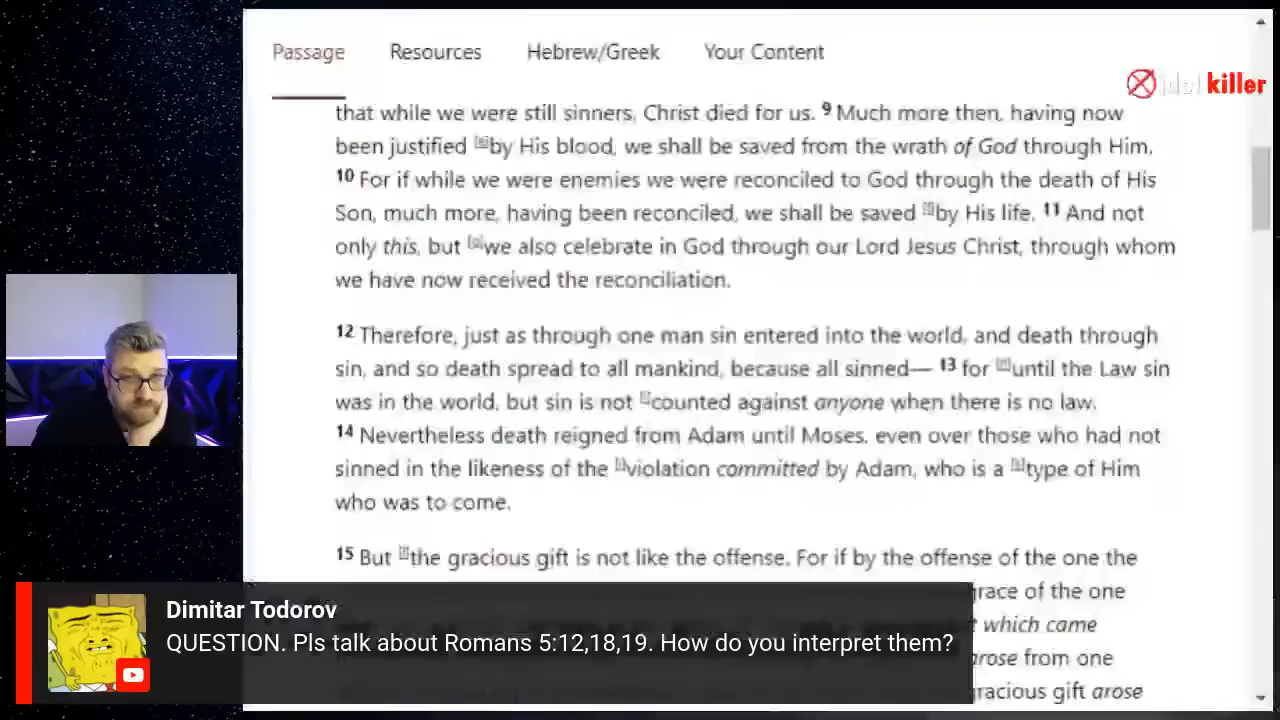 Passage Resources Hebrew/Greek Your Content
idol killer
that while we were still sinners, Christ died for us. 9 Much more then, having now
been justified by His blood, we shall be saved from the wrath of God through Him.
10 For if while we were enemies we were reconciled to God through the death of His
Son, much more, having been reconciled, we shall be saved by His life. 11 And not
only this, but we also celebrate in God through our Lord Jesus Christ, through whom
we have now received the reconciliation.
12 Therefore, just as through one man sin entered into the world, and death through
sin, and so death spread to all mankind, because all sinned— 13 for until the Law sin
was in the world, but sin is not counted against anyone when there is no law.
14 Nevertheless death reigned from Adam until Moses, even over those who had not
sinned in the likeness of the violation committed by Adam, who is a type of Him
who was to come.
15 But the gracious gift is not like the offense. For if by the offense of the one the
grace of the one
which came
arose from one
gracious gift arose
Dimitar Todorov
QUESTION. Pls talk about Romans 5:12,18,19. How do you interpret them?